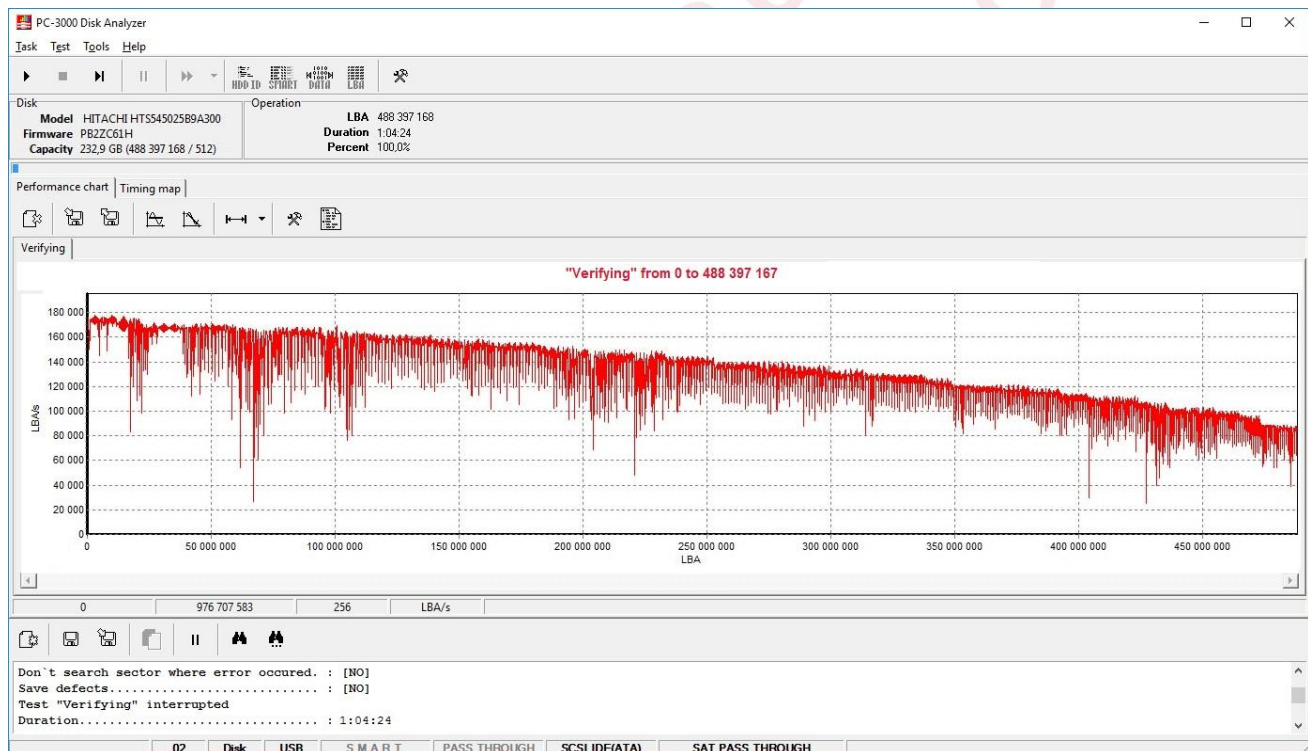 PC-3000 Disk Analyzer
Task Test Tools Help
HDD ID SMART DATA LBA
Disk
Model HITACHI HTS545025B9A300
Firmware PB2ZC61H
Capacity 232,9 GB (488 397 168 / 512)
Operation
LBA 488 397 168
Duration 1:04:24
Percent 100,0%
Performance chart Timing map
Verifying
"Verifying" from 0 to 488 397 167
LBA/s
180 000
160 000
140 000
120 000
100 000
80 000
60 000
40 000
20 000
0
0 50 000 000 100 000 000 150 000 000 200 000 000 250 000 000 300 000 000 350 000 000 400 000 000 450 000 000
LBA
0 976 707 583 256 LBA/s
Don`t search sector where error occured. : [NO]
Save defects............................ : [NO]
Test "Verifying" interrupted
Duration................................ : 1:04:24
02 Disk USB S.M.A.R.T. PASS THROUGH SCSI,IDE(ATA) SAT PASS THROUGH